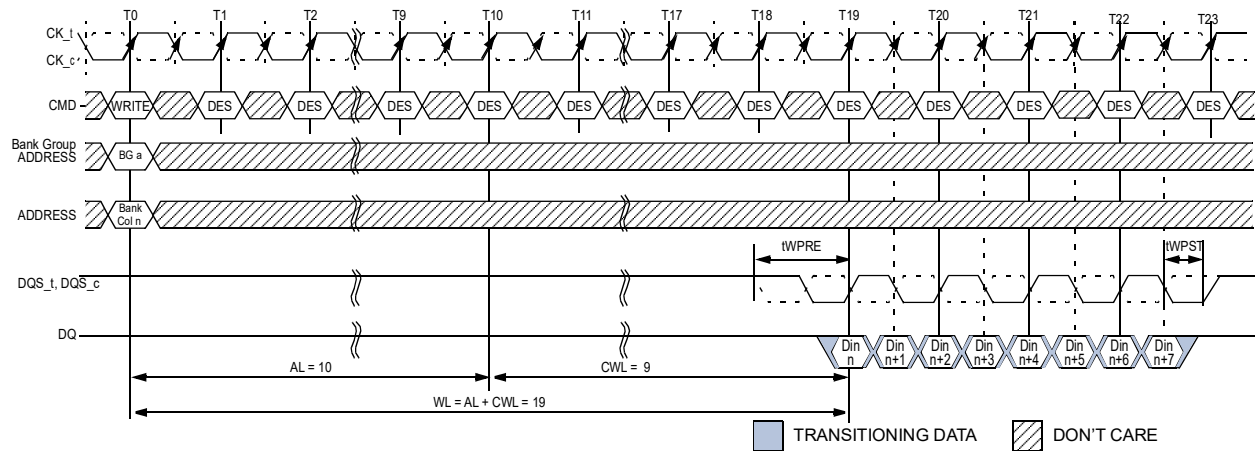 T0 T1 T2 T9 T10 T11 T17 T18 T19 T20 T21 T22 T23
CK_t
CK_c
CMD WRITE DES DES DES DES DES DES DES DES DES DES DES DES
Bank Group
ADDRESS
BG a
ADDRESS
Bank
Col n
tWPRE tWPST
DQS_t, DQS_c
DQ
Din n Din n+1 Din n+2 Din n+3 Din n+4 Din n+5 Din n+6 Din n+7
AL = 10 CWL = 9
WL = AL + CWL = 19
TRANSITIONING DATA DON'T CARE